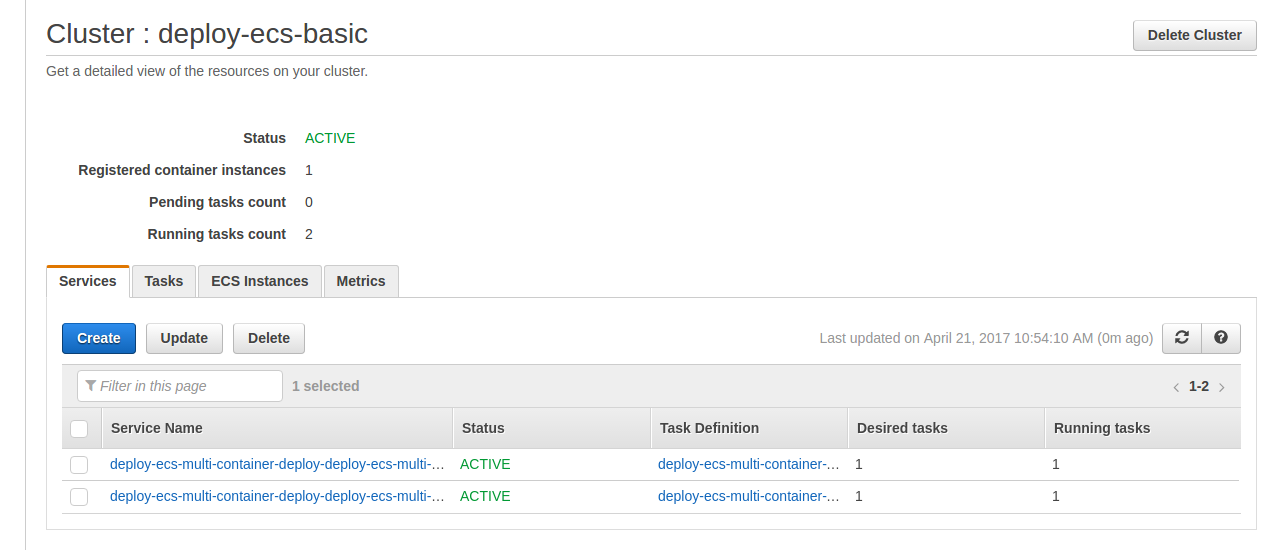 Cluster : deploy-ecs-basic
Delete Cluster
Get a detailed view of the resources on your cluster.
Status ACTIVE
Registered container instances 1
Pending tasks count 0
Running tasks count 2
Services Tasks ECS Instances Metrics
Create Update Delete Last updated on April 21, 2017 10:54:10 AM (0m ago)
Filter in this page 1 selected < 1-2 >
Service Name Status Task Definition Desired tasks Running tasks
deploy-ecs-multi-container-deploy-deploy-ecs-multi-… ACTIVE deploy-ecs-multi-container-… 1 1
deploy-ecs-multi-container-deploy-deploy-ecs-multi-… ACTIVE deploy-ecs-multi-container-… 1 1